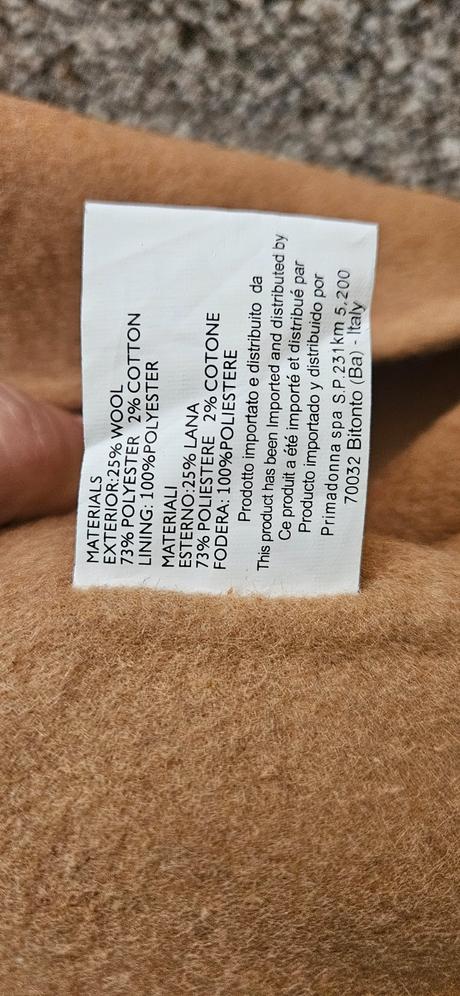 MATERIALS
EXTERIOR:25% WOOL
73% POLYESTER 2% COTTON
LINING: 100%POLYESTER
MATERIALI
ESTERNO:25% LANA
73% POLIESTERE 2% COTONE
FODERA: 100%POLIESTERE
Prodotto importato e distribuito da
This product has been Imported and distributed by
Ce produit a été importé et distribué par
Producto importado y distribuido por
Primadonna spa S.P.231km 5,200
70032 Bitonto (Ba) - Italy